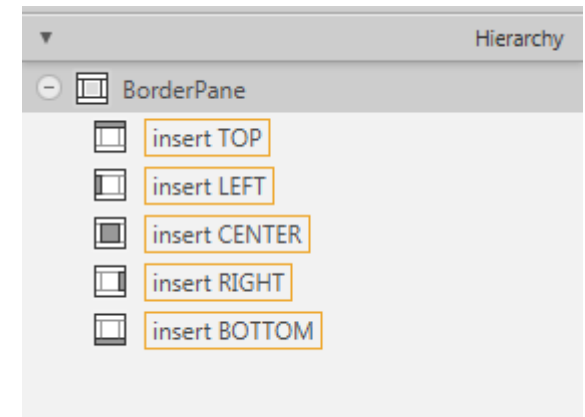 Hierarchy
BorderPane
insert TOP
insert LEFT
insert CENTER
insert RIGHT
insert BOTTOM